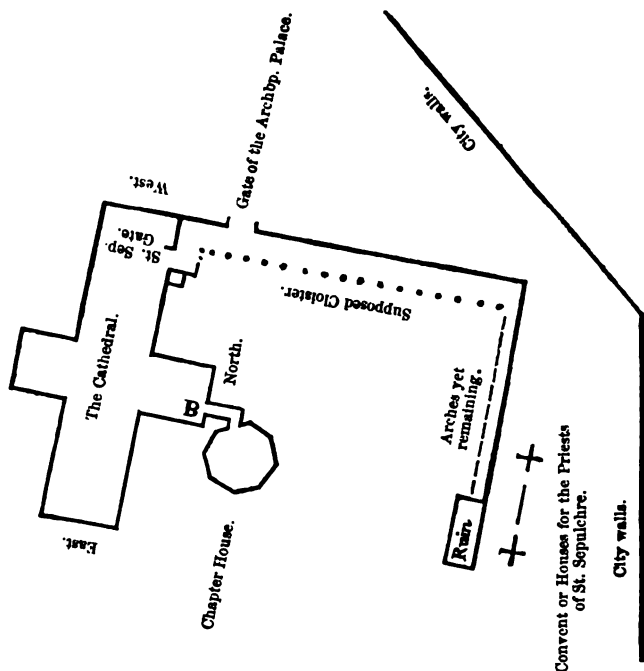 Gate of the Archbp. Palace.
City walls.
West.
St. Sep.
Gate.
Supposed Cloister.
The Cathedral.
North.
B
Arches yet
remaining.
East.
Chapter House.
Ruin.
Convent or Houses for the Priests
of St. Sepulchre.
City walls.